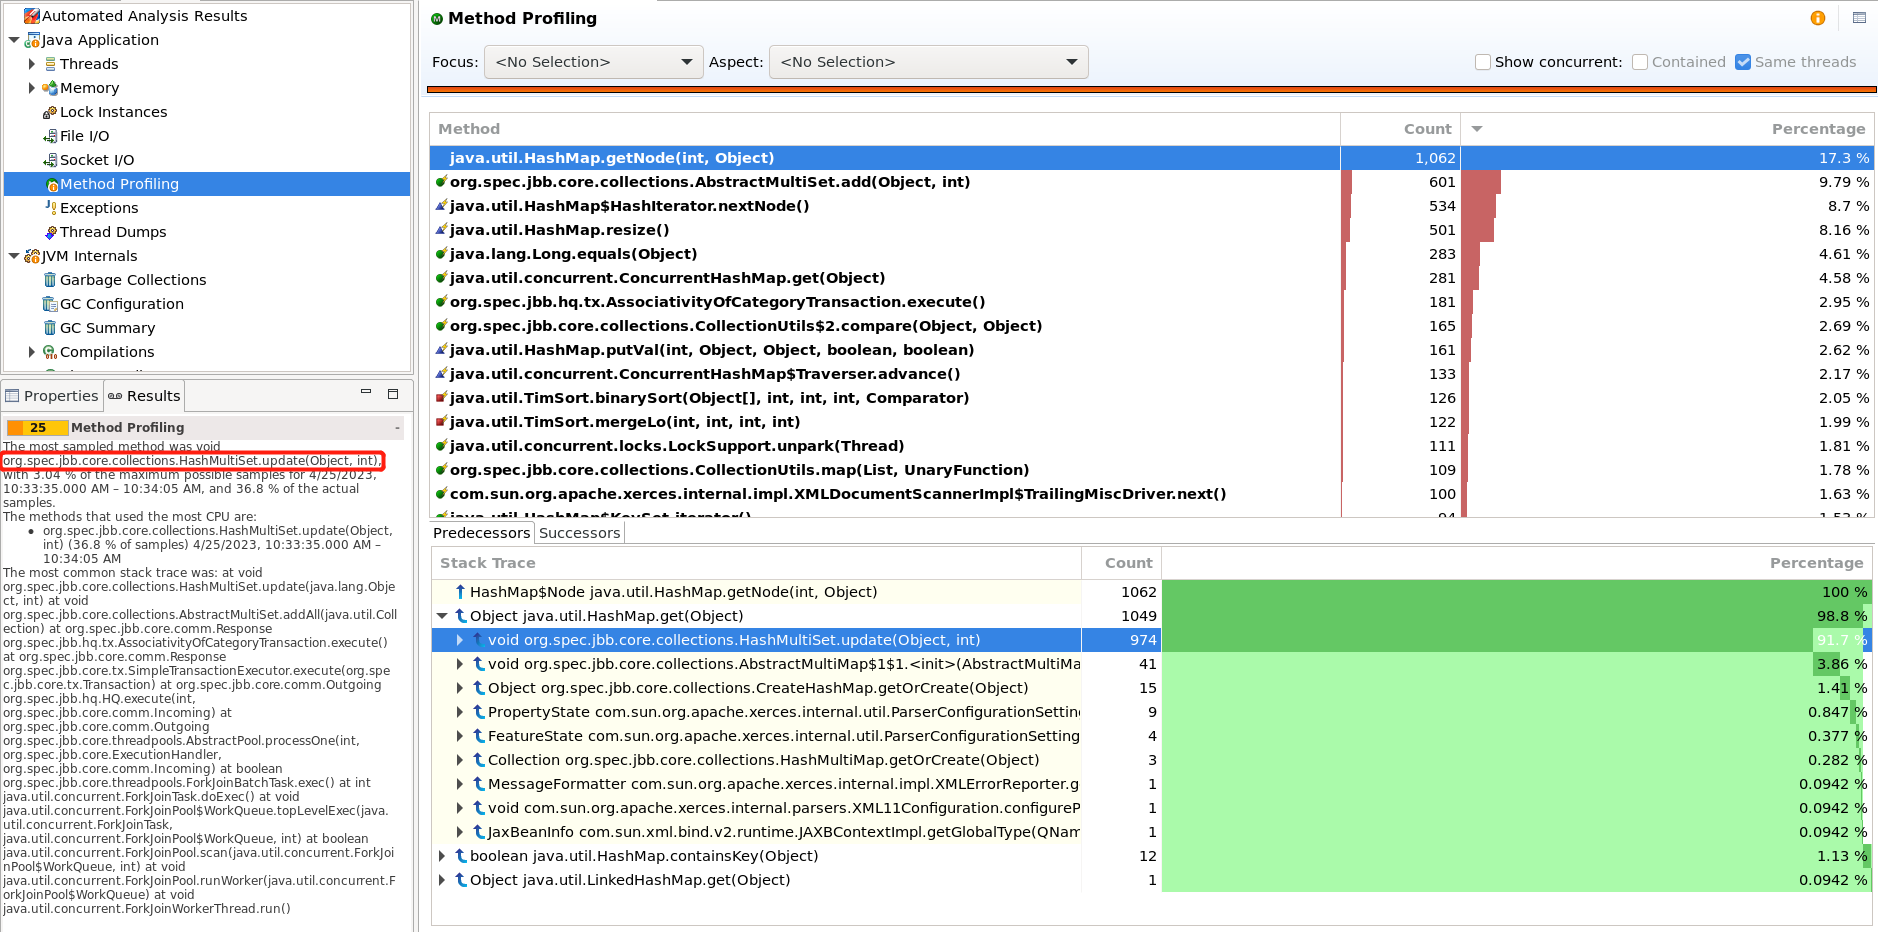 Automated Analysis Results
Java Application
Threads
Memory
Lock Instances
File I/O
Socket I/O
Method Profiling
Exceptions
Thread Dumps
JVM Internals
Garbage Collections
GC Configuration
GC Summary
Compilations
Properties
Results
25 Method Profiling -
The most sampled method was void
org.spec.jbb.core.collections.HashMultiSet.update(Object, int),
with 3.04 % of the maximum possible samples for 4/25/2023,
10:33:35.000 AM – 10:34:05 AM, and 36.8 % of the actual
samples.
The methods that used the most CPU are:
• org.spec.jbb.core.collections.HashMultiSet.update(Object,
int) (36.8 % of samples) 4/25/2023, 10:33:35.000 AM –
10:34:05 AM
The most common stack trace was: at void
org.spec.jbb.core.collections.HashMultiSet.update(java.lang.Obje
ct, int) at void
org.spec.jbb.core.collections.AbstractMultiSet.addAll(java.util.Coll
ection) at org.spec.jbb.core.comm.Response
org.spec.jbb.hq.tx.AssociativityOfCategoryTransaction.execute()
at org.spec.jbb.core.comm.Response
org.spec.jbb.core.tx.SimpleTransactionExecutor.execute(org.spe
c.jbb.core.tx.Transaction) at org.spec.jbb.core.comm.Outgoing
org.spec.jbb.hq.HQ.execute(int,
org.spec.jbb.core.comm.Incoming) at
org.spec.jbb.core.comm.Outgoing
org.spec.jbb.core.threadpools.AbstractPool.processOne(int,
org.spec.jbb.core.ExecutionHandler,
org.spec.jbb.core.comm.Incoming) at boolean
org.spec.jbb.core.threadpools.ForkJoinBatchTask.exec() at int
java.util.concurrent.ForkJoinTask.doExec() at void
java.util.concurrent.ForkJoinPool$WorkQueue.topLevelExec(java.
util.concurrent.ForkJoinTask,
java.util.concurrent.ForkJoinPool$WorkQueue, int) at boolean
java.util.concurrent.ForkJoinPool.scan(java.util.concurrent.ForkJoi
nPool$WorkQueue, int) at void
java.util.concurrent.ForkJoinPool.runWorker(java.util.concurrent.F
orkJoinPool$WorkQueue) at void
java.util.concurrent.ForkJoinWorkerThread.run()
Method Profiling
Focus: <No Selection> Aspect: <No Selection> Show concurrent: Contained Same threads
Method Count Percentage
java.util.HashMap.getNode(int, Object) 1,062 17.3 %
org.spec.jbb.core.collections.AbstractMultiSet.add(Object, int) 601 9.79 %
java.util.HashMap$HashIterator.nextNode() 534 8.7 %
java.util.HashMap.resize() 501 8.16 %
java.lang.Long.equals(Object) 283 4.61 %
java.util.concurrent.ConcurrentHashMap.get(Object) 281 4.58 %
org.spec.jbb.hq.tx.AssociativityOfCategoryTransaction.execute() 181 2.95 %
org.spec.jbb.core.collections.CollectionUtils$2.compare(Object, Object) 165 2.69 %
java.util.HashMap.putVal(int, Object, Object, boolean, boolean) 161 2.62 %
java.util.concurrent.ConcurrentHashMap$Traverser.advance() 133 2.17 %
java.util.TimSort.binarySort(Object[], int, int, int, Comparator) 126 2.05 %
java.util.TimSort.mergeLo(int, int, int, int) 122 1.99 %
java.util.concurrent.locks.LockSupport.unpark(Thread) 111 1.81 %
org.spec.jbb.core.collections.CollectionUtils.map(List, UnaryFunction) 109 1.78 %
com.sun.org.apache.xerces.internal.impl.XMLDocumentScannerImpl$TrailingMiscDriver.next() 100 1.63 %
java.util.HashMap$KeySet.iterator() 94 1.53 %
Predecessors Successors
Stack Trace Count Percentage
HashMap$Node java.util.HashMap.getNode(int, Object) 1062 100 %
Object java.util.HashMap.get(Object) 1049 98.8 %
void org.spec.jbb.core.collections.HashMultiSet.update(Object, int) 974 91.7 %
void org.spec.jbb.core.collections.AbstractMultiMap$1$1.<init>(AbstractMultiMa 41 3.86 %
Object org.spec.jbb.core.collections.CreateHashMap.getOrCreate(Object) 15 1.41 %
PropertyState com.sun.org.apache.xerces.internal.util.ParserConfigurationSettin 9 0.847 %
FeatureState com.sun.org.apache.xerces.internal.util.ParserConfigurationSetting 4 0.377 %
Collection org.spec.jbb.core.collections.HashMultiMap.getOrCreate(Object) 3 0.282 %
MessageFormatter com.sun.org.apache.xerces.internal.impl.XMLErrorReporter.g 1 0.0942 %
void com.sun.org.apache.xerces.internal.parsers.XML11Configuration.configureP 1 0.0942 %
JaxBeanInfo com.sun.xml.bind.v2.runtime.JAXBContextImpl.getGlobalType(QNam 1 0.0942 %
boolean java.util.HashMap.containsKey(Object) 12 1.13 %
Object java.util.LinkedHashMap.get(Object) 1 0.0942 %